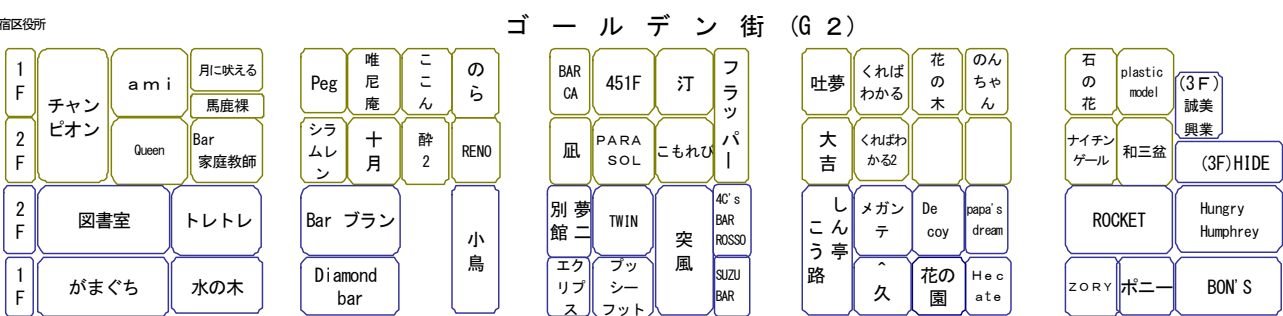 宿区役所
ゴールデン街(G2)
1F
チャンピオン
ami
月に吠える
馬鹿裸
Peg
唯尼庵
ここん
のら
BAR CA
451F
汀
フラッパー
吐夢
くればわかる
花の木
のんちゃん
石の花
plastic model
(3F)誠美興業
2F
Queen
Bar 家庭教師
シラムレン
十月
酔2
RENO
凪
PARA SOL
こもれび
大吉
くればわかる2
ナイチンゲール
和三盆
(3F)HIDE
2F
図書室
トレトレ
Bar ブラン
小鳥
夢二別館
TWIN
突風
4C's BAR ROSSO
しん亭こう路
メガンテ
De coy
papa's dream
ROCKET
Hungry Humphrey
1F
がまぐち
水の木
Diamond bar
エクリプス
プッシーフット
SUZU BAR
^久
花の園
Hecate
ZORY
ポニー
BON'S